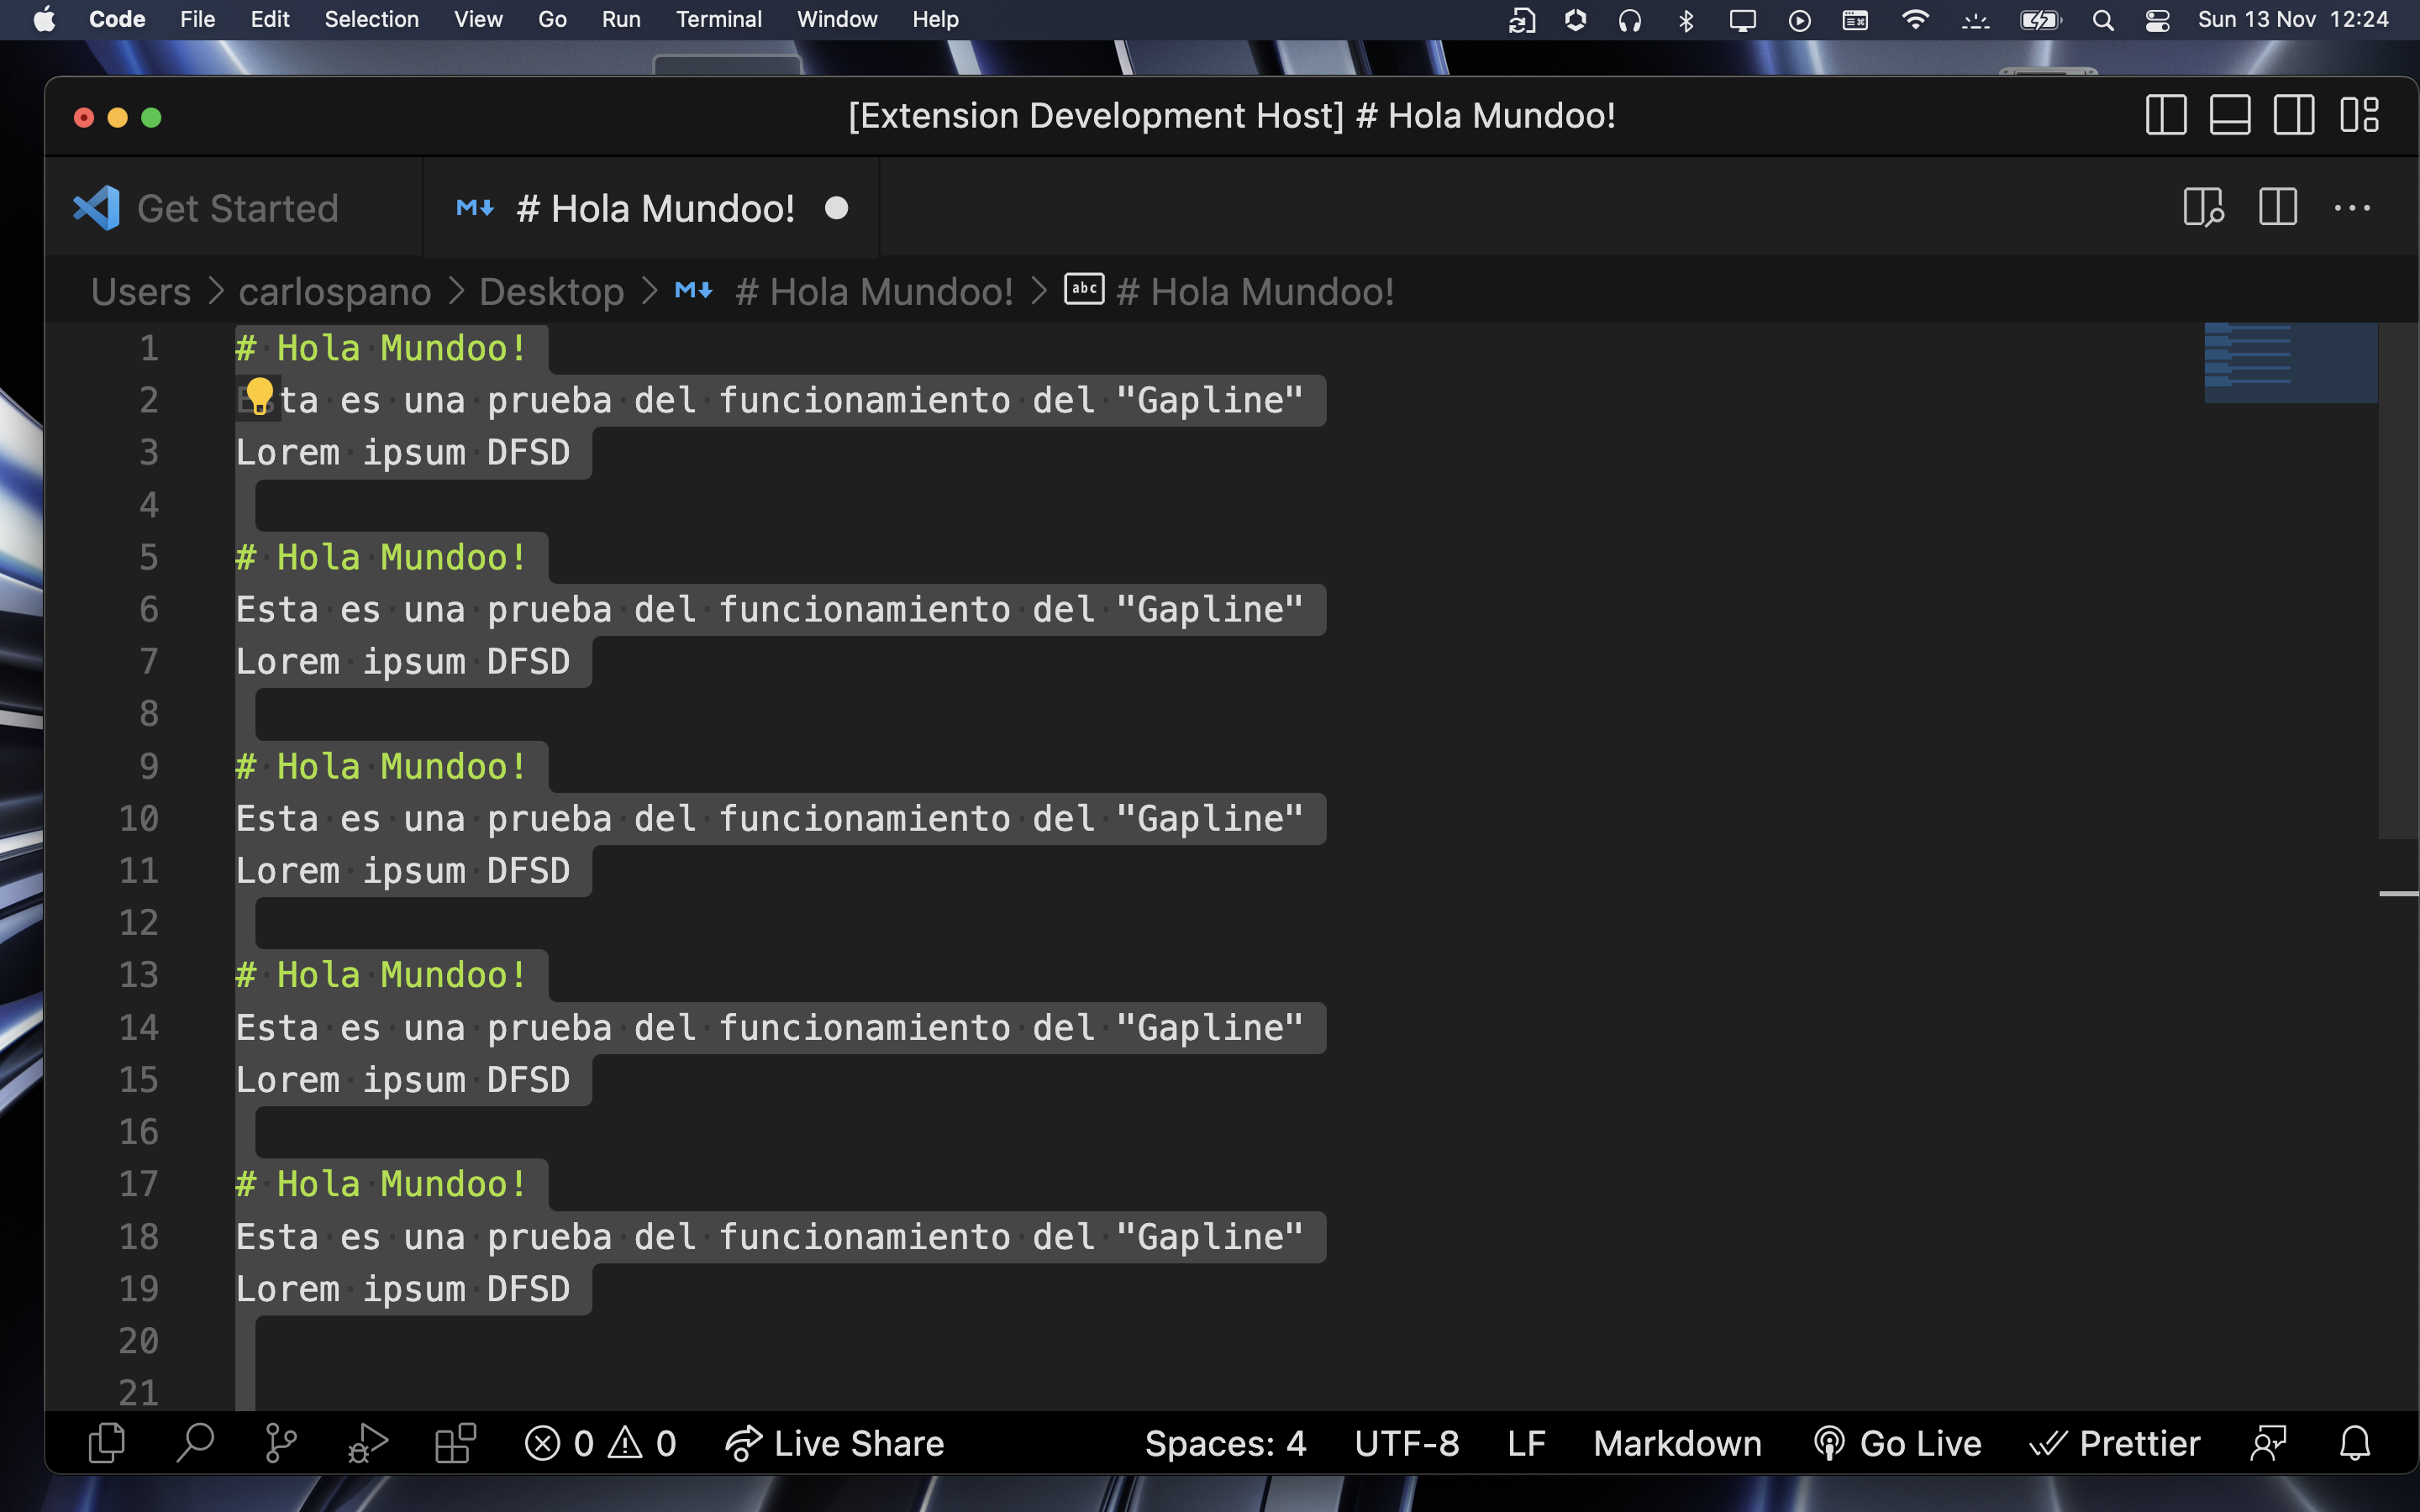 Code File Edit Selection View Go Run Terminal Window Help Sun 13 Nov 12:24
[Extension Development Host] # Hola Mundoo!
Get Started # Hola Mundoo!
Users > carlospano > Desktop > # Hola Mundoo! > abc # Hola Mundoo!
1 # Hola Mundoo!
2 Esta es una prueba del funcionamiento del "Gapline"
3 Lorem ipsum DFSD
4
5 # Hola Mundoo!
6 Esta es una prueba del funcionamiento del "Gapline"
7 Lorem ipsum DFSD
8
9 # Hola Mundoo!
10 Esta es una prueba del funcionamiento del "Gapline"
11 Lorem ipsum DFSD
12
13 # Hola Mundoo!
14 Esta es una prueba del funcionamiento del "Gapline"
15 Lorem ipsum DFSD
16
17 # Hola Mundoo!
18 Esta es una prueba del funcionamiento del "Gapline"
19 Lorem ipsum DFSD
20
21
0 0 Live Share Spaces: 4 UTF-8 LF Markdown Go Live Prettier